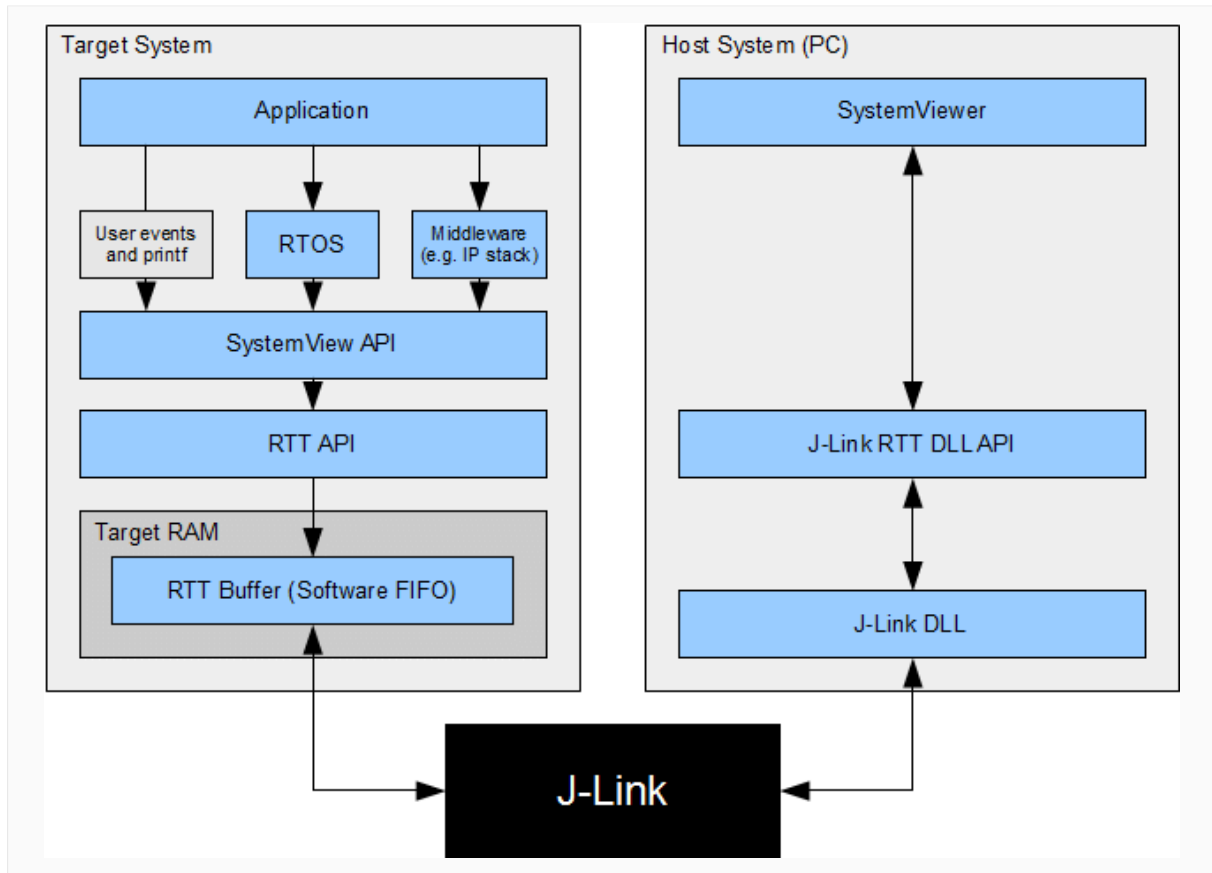 Target System
Application
User events
and printf
RTOS
Middleware
(e.g. IP stack)
SystemView API
RTT API
Target RAM
RTT Buffer (Software FIFO)
Host System (PC)
SystemViewer
J-Link RTT DLL API
J-Link DLL
J-Link